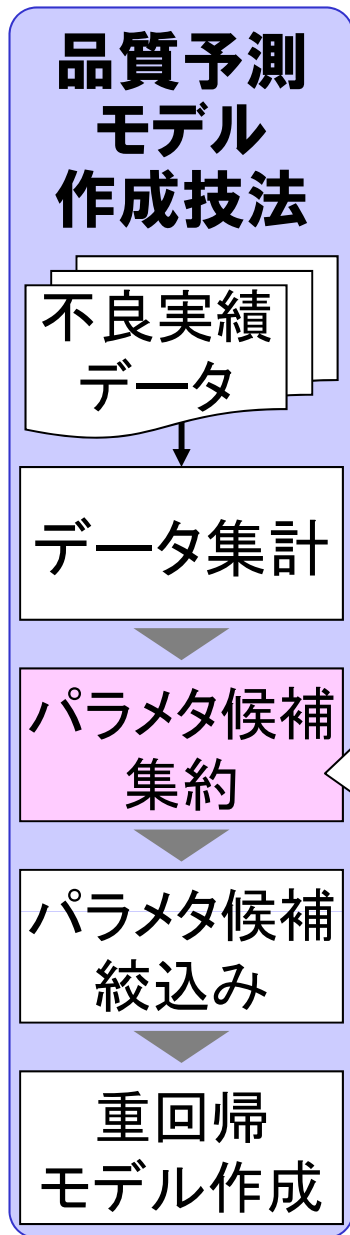 品質予測
モデル
作成技法
不良実績
データ
データ集計
パラメタ候補
集約
パラメタ候補
絞込み
重回帰
モデル作成